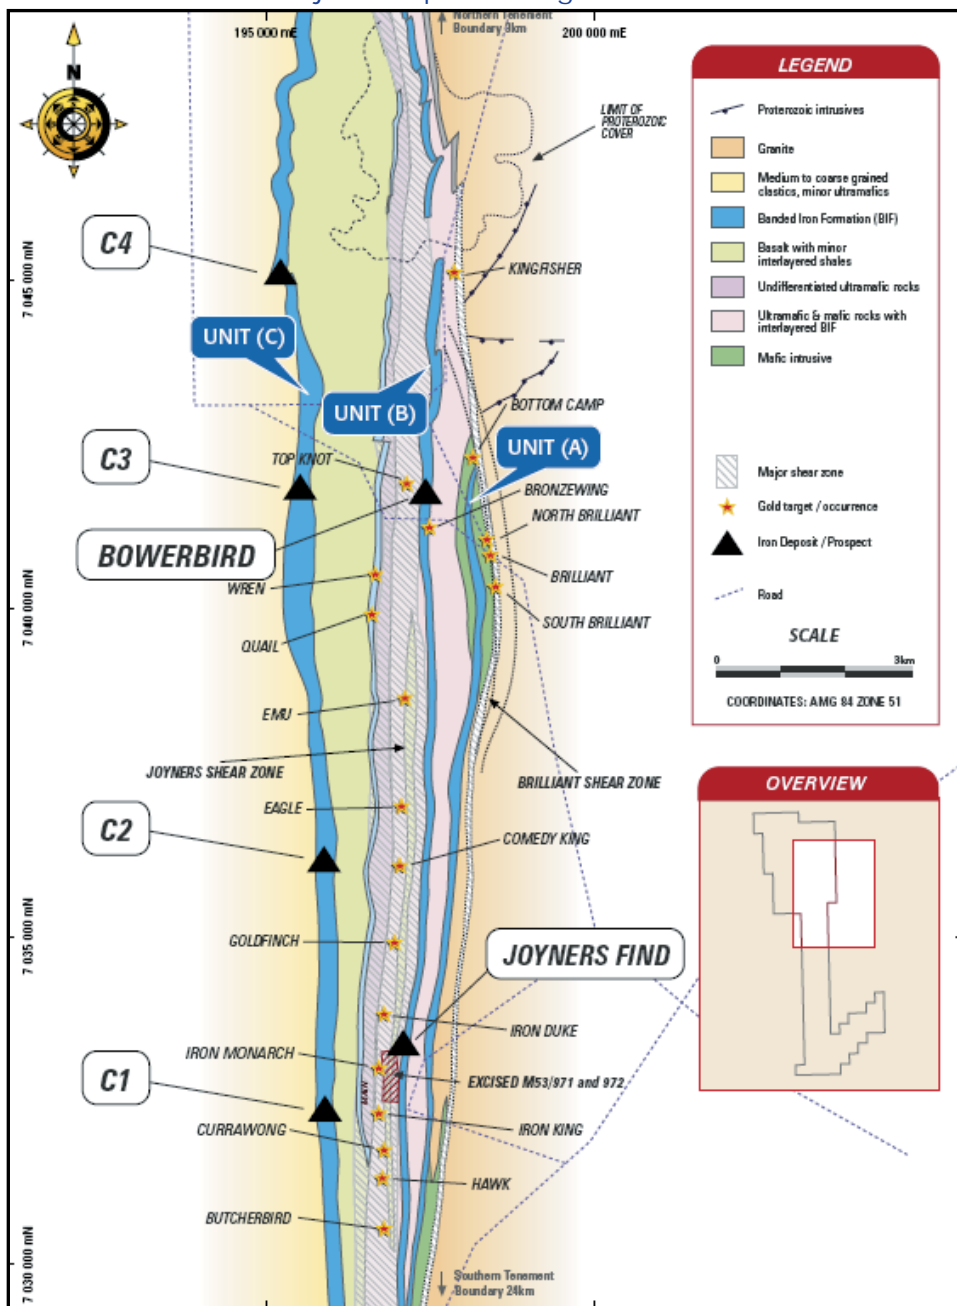 Northern Tenement
Boundary 9km
195 000 mE
200 000 mE
N
LIMIT OF
PROTEROZOIC
COVER
C4
KINGFISHER
7 045 000 mN
UNIT (C)
UNIT (B)
BOTTOM CAMP
UNIT (A)
C3
TOP KNOT
BRONZEWING
NORTH BRILLIANT
BOWERBIRD
BRILLIANT
WREN
7 040 000 mN
SOUTH BRILLIANT
QUAIL
EMU
JOYNERS SHEAR ZONE
BRILLIANT SHEAR ZONE
EAGLE
C2
COMEDY KING
GOLDFINCH
7 035 000 mN
JOYNERS FIND
IRON DUKE
IRON MONARCH
EXCISED M53/971 and 972
C1
IRON KING
CURRAWONG
HAWK
BUTCHERBIRD
7 030 000 mN
Southern Tenement
Boundary 24km
LEGEND
Proterozoic intrusives
Granite
Medium to coarse grained
clastics, minor ultramafics
Banded Iron Formation (BIF)
Basalt with minor
interlayered shales
Undifferentiated ultramafic rocks
Ultramafic & mafic rocks with
interlayered BIF
Mafic intrusive
Major shear zone
Gold target / occurrence
Iron Deposit / Prospect
Road
SCALE
0 3km
COORDINATES: AMG 84 ZONE 51
OVERVIEW